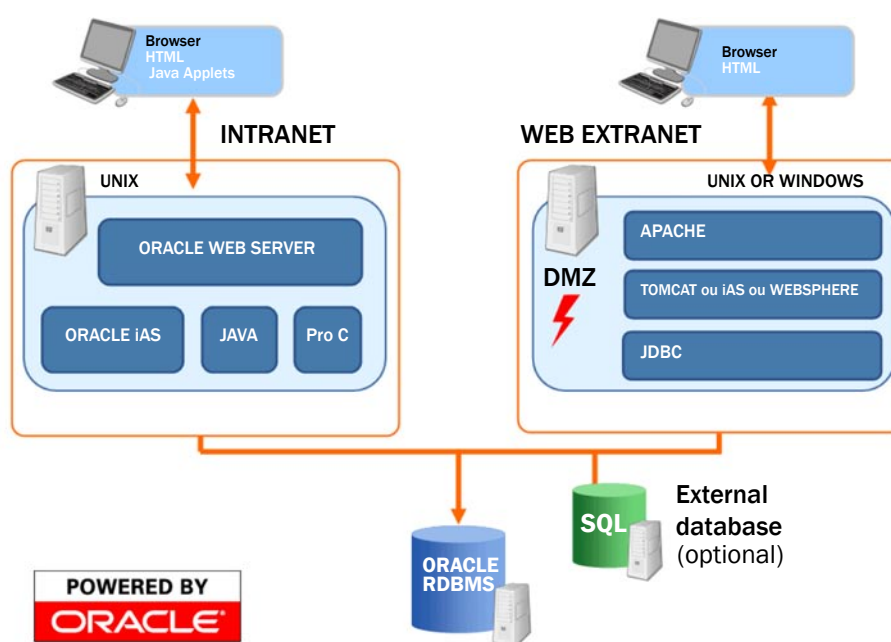 Browser
HTML
Java Applets
Browser
HTML
INTRANET
WEB EXTRANET
UNIX
UNIX OR WINDOWS
ORACLE WEB SERVER
ORACLE iAS
JAVA
Pro C
DMZ
APACHE
TOMCAT ou iAS ou WEBSPHERE
JDBC
ORACLE
RDBMS
SQL
External
database
(optional)
POWERED BY
ORACLE